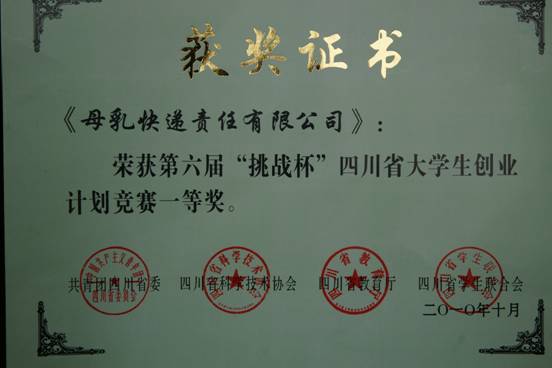 获奖证书
《母乳快递责任有限公司》：
荣获第六届“挑战杯”四川省大学生创业
计划竞赛一等奖。
共青团四川省委 四川省科学技术协会 四川省教育厅 四川省学生联合会
二〇一〇年十月